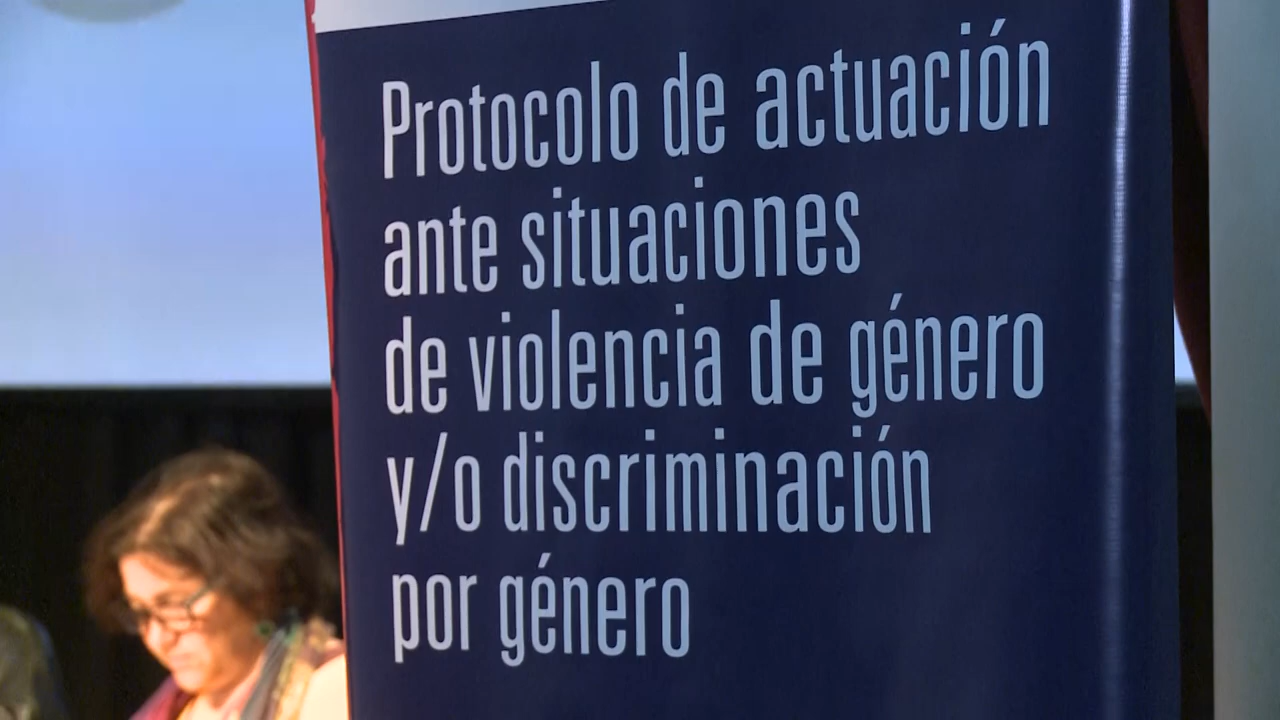 Protocolo de actuación
ante situaciones
de violencia de género
y/o discriminación
por género